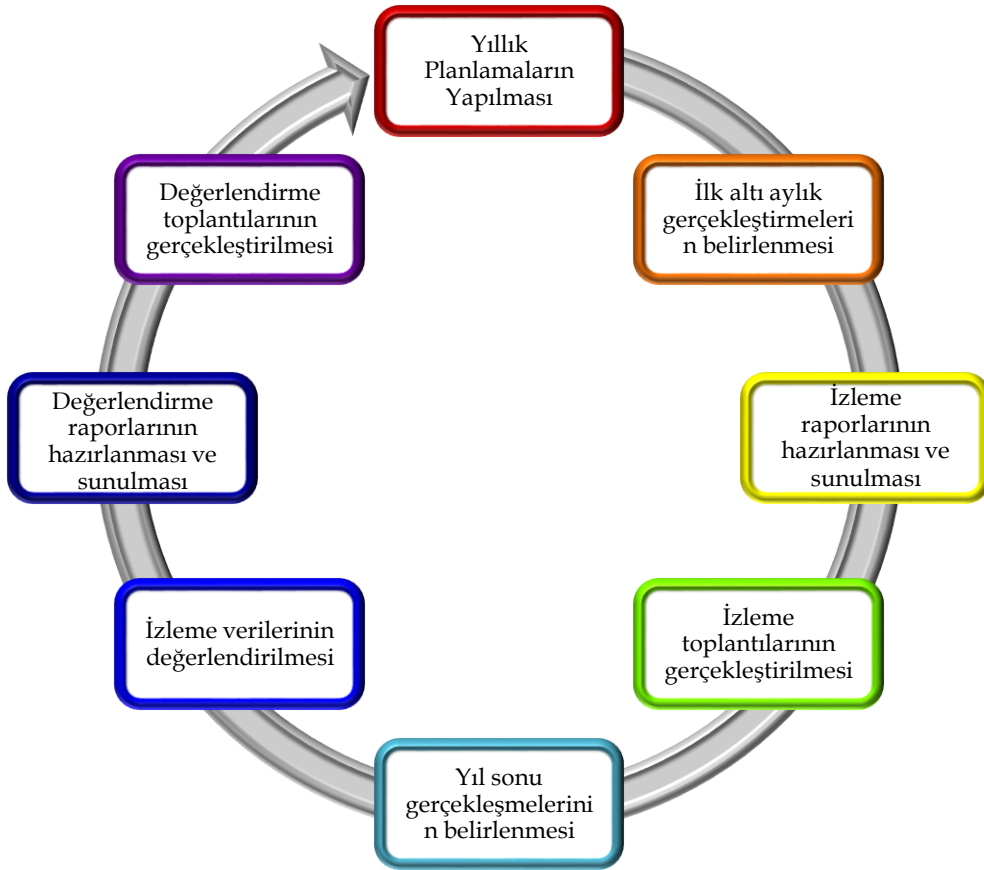 Yıllık
Planlamaların
Yapılması
İlk altı aylık
gerçekleştirmeleri
n belirlenmesi
İzleme
raporlarının
hazırlanması ve
sunulması
İzleme
toplantılarının
gerçekleştirilmesi
Yıl sonu
gerçekleşmelerini
n belirlenmesi
İzleme verilerinin
değerlendirilmesi
Değerlendirme
raporlarının
hazırlanması ve
sunulması
Değerlendirme
toplantılarının
gerçekleştirilmesi